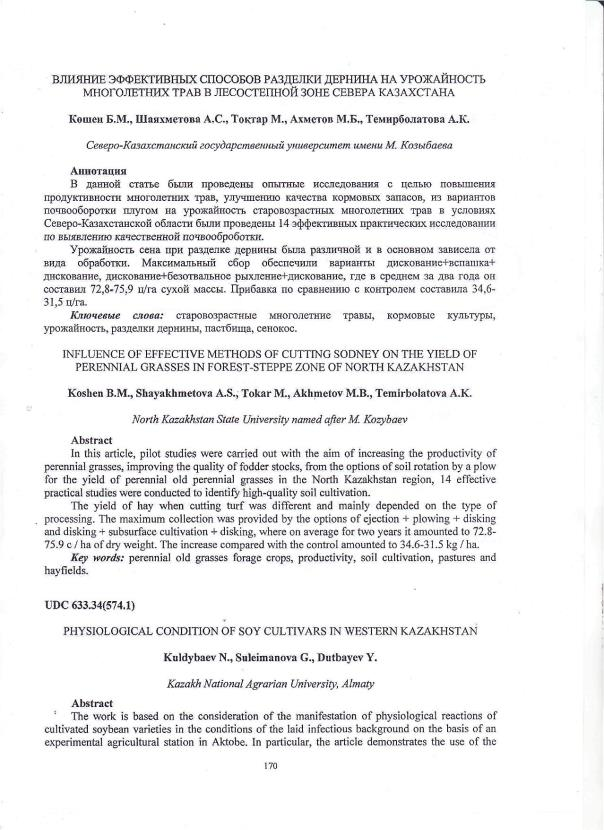 ВЛИЯНИЕ ЭФФЕКТИВНЫХ СПОСОБОВ РАЗДЕЛКИ ДЕРНИНА НА УРОЖАЙНОСТЬ
МНОГОЛЕТНИХ ТРАВ В ЛЕСОСТЕПНОЙ ЗОНЕ СЕВЕРА КАЗАХСТАНА
Кошен Б.М., Шаяхметова А.С., Тоқтар М., Ахметов М.Б., Темирболатова А.К.
Северо-Казахстанский государственный университет имени М. Козыбаева
Аннотация
В данной статье были проведены опытные исследования с целью повышения
продуктивности многолетних трав, улучшению качества кормовых запасов, из вариантов
почвооборотки плугом на урожайность старовозрастных многолетних трав в условиях
Северо-Казахстанской области были проведены 14 эффективных практических исследовании
по выявлению качественной почвооброботки.
Урожайность сена при разделке дернины была различной и в основном зависела от
вида обработки. Максимальный сбор обеспечили варианты дискование+вспашка+
дискование, дискование+безотвальное рыхление+дискование, где в среднем за два года он
составил 72,8-75,9 ц/га сухой массы. Прибавка по сравнению с контролем составила 34,6-
31,5 ц/га.
Ключевые слова: старовозрастные многолетние травы, кормовые культуры,
урожайность, разделки дернины, пастбища, сенокос.
INFLUENCE OF EFFECTIVE METHODS OF CUTTING SODNEY ON THE YIELD OF
PERENNIAL GRASSES IN FOREST-STEPPE ZONE OF NORTH KAZAKHSTAN
Koshen B.M., Shayakhmetova A.S., Tokar M., Akhmetov M.B., Temirbolatova A.K.
North Kazakhstan State University named after M. Kozybaev
Abstract
In this article, pilot studies were carried out with the aim of increasing the productivity of
perennial grasses, improving the quality of fodder stocks, from the options of soil rotation by a plow
for the yield of perennial old perennial grasses in the North Kazakhstan region, 14 effective
practical studies were conducted to identify high-quality soil cultivation.
The yield of hay when cutting turf was different and mainly depended on the type of
processing. The maximum collection was provided by the options of ejection + plowing + disking
and disking + subsurface cultivation + disking, where on average for two years it amounted to 72.8-
75.9 c / ha of dry weight. The increase compared with the control amounted to 34.6-31.5 kg / ha.
Key words: perennial old grasses forage crops, productivity, soil cultivation, pastures and
hayfields.
UDC 633.34(574.1)
PHYSIOLOGICAL CONDITION OF SOY CULTIVARS IN WESTERN KAZAKHSTAN
Kuldybaev N., Suleimanova G., Dutbayev Y.
Kazakh National Agrarian University, Almaty
Abstract
The work is based on the consideration of the manifestation of physiological reactions of
cultivated soybean varieties in the conditions of the laid infectious background on the basis of an
experimental agricultural station in Aktobe. In particular, the article demonstrates the use of the
170